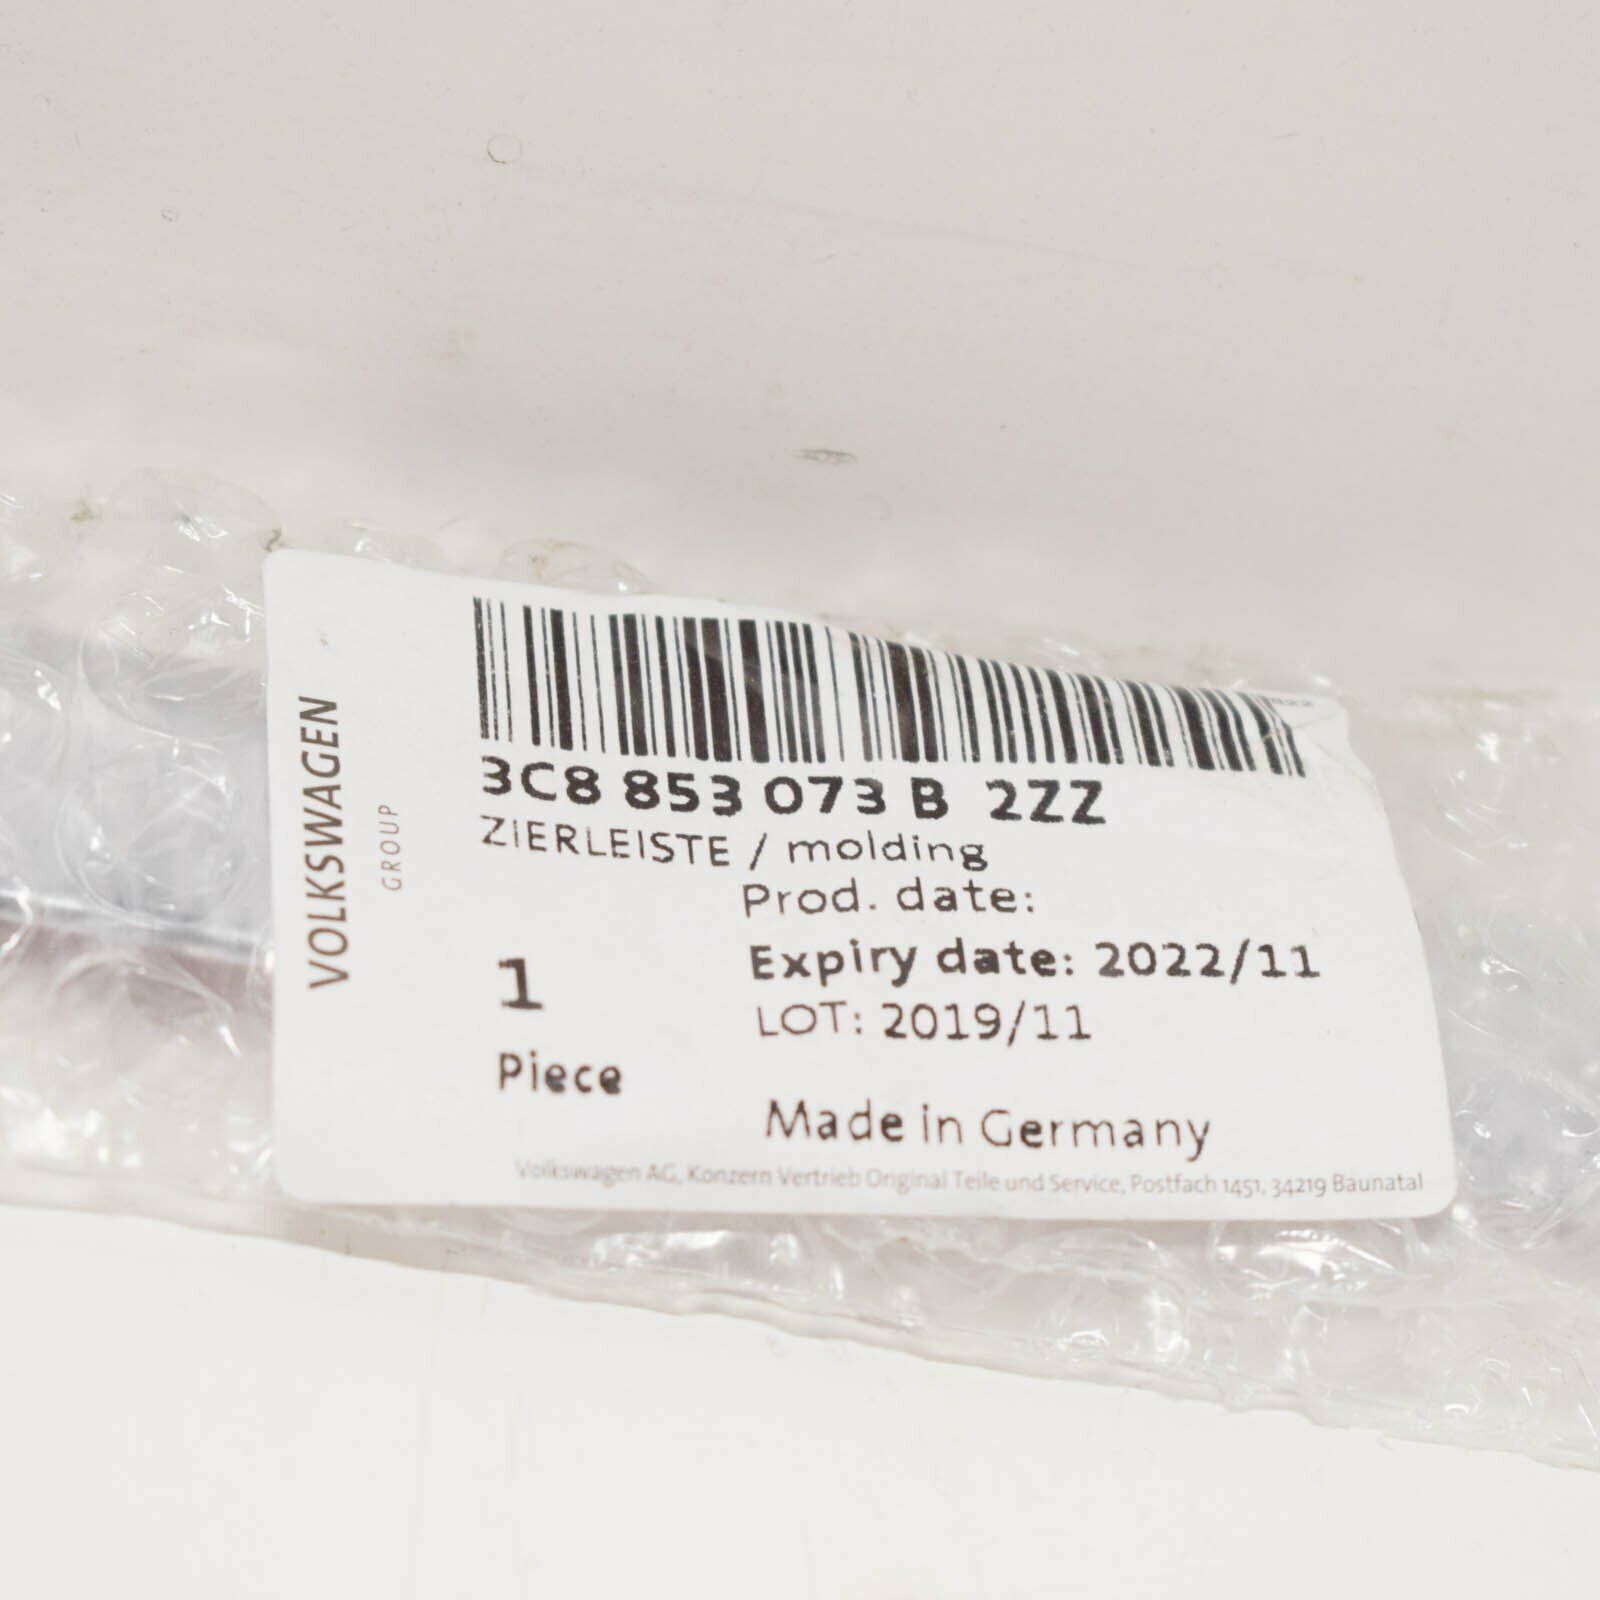 VOLKSWAGEN
GROUP
3C8 853 073 B 2ZZ
ZIERLEISTE / molding
Prod. date:
Expiry date: 2022/11
LOT: 2019/11
1
Piece
Made in Germany
Volkswagen AG, Konzern Vertrieb Original Teile und Service, Postfach 1451, 34219 Baunatal